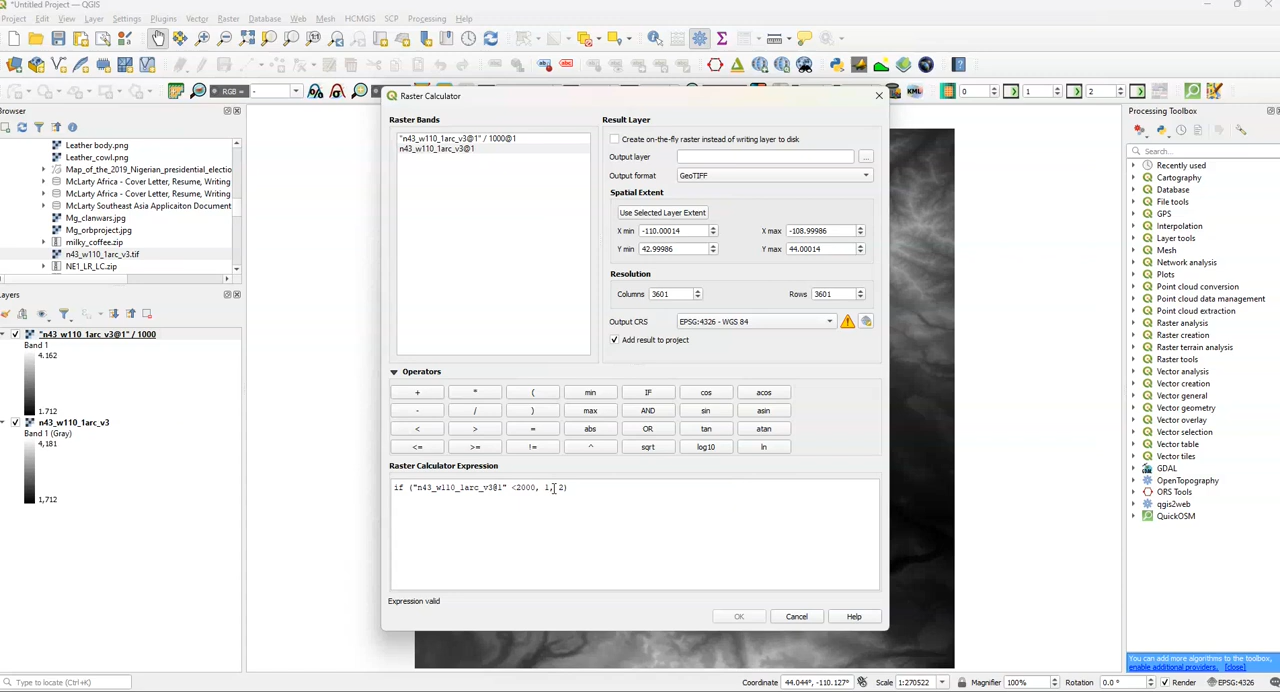 *Untitled Project — QGIS
Project Edit View Layer Settings Plugins Vector Raster Database Web Mesh HCMGIS SCP Processing Help
RGB 0 1 2 KML
Browser
Leather body.png
Leather_cowl.png
Map_of_the_2019_Nigerian_presidential_electio
McLarty Africa - Cover Letter, Resume, Writing
McLarty Africa - Cover Letter, Resume, Writing
McLarty Southeast Asia Applicaiton Document
Mg_clanwars.jpg
Mg_orbproject.jpg
milky_coffee.zip
n43_w110_1arc_v3.tif
NE1_LR_LC.zip
Layers
"n43_w110_1arc_v3@1" / 1000
Band 1
4.162
1.712
n43_w110_1arc_v3
Band 1 (Gray)
4,181
1,712
Raster Calculator
Raster Bands
"n43_w110_1arc_v3@1" / 1000@1
n43_w110_1arc_v3@1
Result Layer
Create on-the-fly raster instead of writing layer to disk
Output layer ...
Output format GeoTIFF
Spatial Extent
Use Selected Layer Extent
X min -110.00014 X max -108.99986
Y min 42.99986 Y max 44.00014
Resolution
Columns 3601 Rows 3601
Output CRS EPSG:4326 - WGS 84
Add result to project
Operators
+ * ( min IF cos acos
- / ) max AND sin asin
< > = abs OR tan atan
<= >= != ^ sqrt log10 ln
Raster Calculator Expression
if ("n43_w110_1arc_v3@1" <2000, 1, 2)
Expression valid
OK Cancel Help
Processing Toolbox
Search...
Recently used
Cartography
Database
File tools
GPS
Interpolation
Layer tools
Mesh
Network analysis
Plots
Point cloud conversion
Point cloud data management
Point cloud extraction
Raster analysis
Raster creation
Raster terrain analysis
Raster tools
Vector analysis
Vector creation
Vector general
Vector geometry
Vector overlay
Vector selection
Vector table
Vector tiles
GDAL
OpenTopography
ORS Tools
qgis2web
QuickOSM
You can add more algorithms to the toolbox,
enable additional providers. [close]
Type to locate (Ctrl+K)
Coordinate 44.044°, -110.127° Scale 1:270522 Magnifier 100% Rotation 0.0 ° Render EPSG:4326